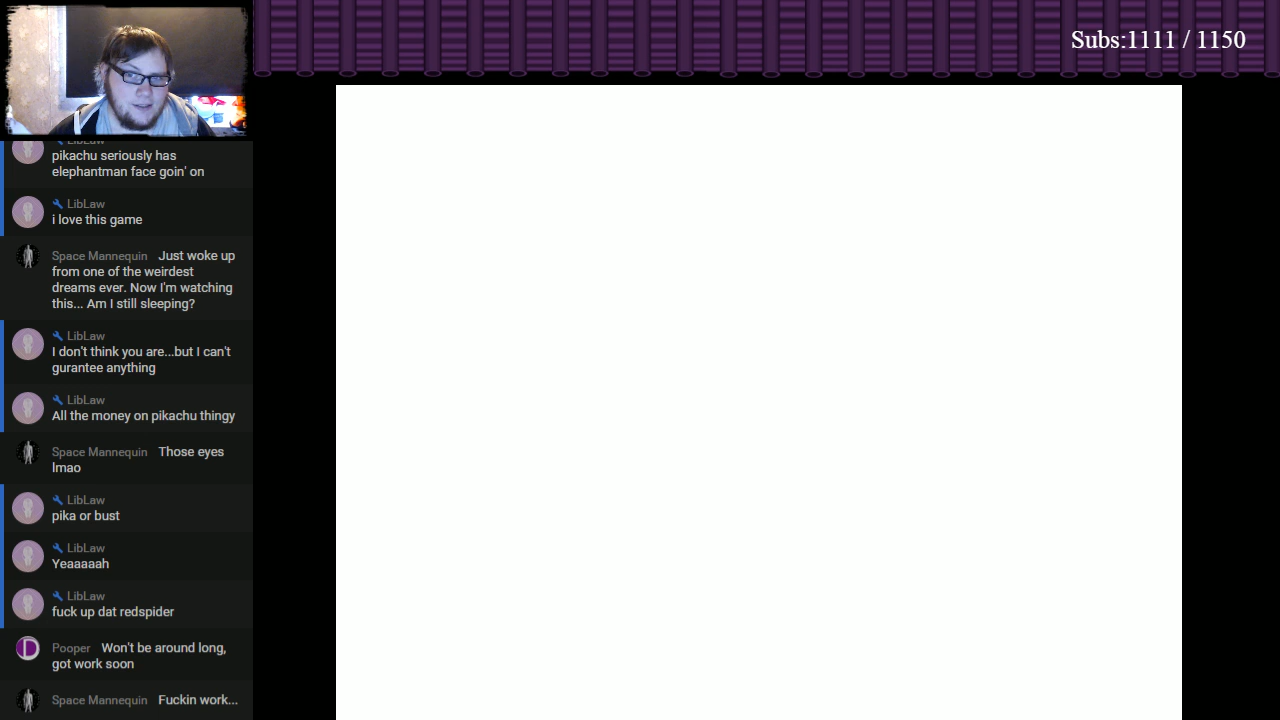 Subs:1111 / 1150
LibLaw
pikachu seriously has
elephantman face goin' on
LibLaw
i love this game
Space Mannequin Just woke up
from one of the weirdest
dreams ever. Now I'm watching
this... Am I still sleeping?
LibLaw
I don't think you are...but I can't
gurantee anything
LibLaw
All the money on pikachu thingy
Space Mannequin Those eyes
lmao
LibLaw
pika or bust
LibLaw
Yeaaaaah
LibLaw
fuck up dat redspider
Pooper Won't be around long,
got work soon
Space Mannequin Fuckin work...